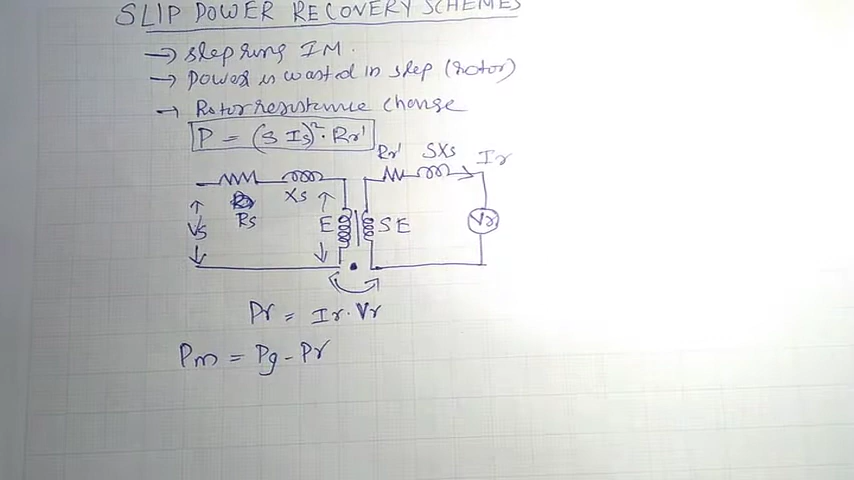 SLIP POWER RECOVERY SCHEMES
→ slip ring IM.
→ Power is wasted in slip (rotor)
→ Rotor resistance change
P = (S Is)². Rr'
Rr' SXs Ir
Rs Xs
Vs E SE Vr
Pr = Ir. Vr
Pm = Pg - Pr